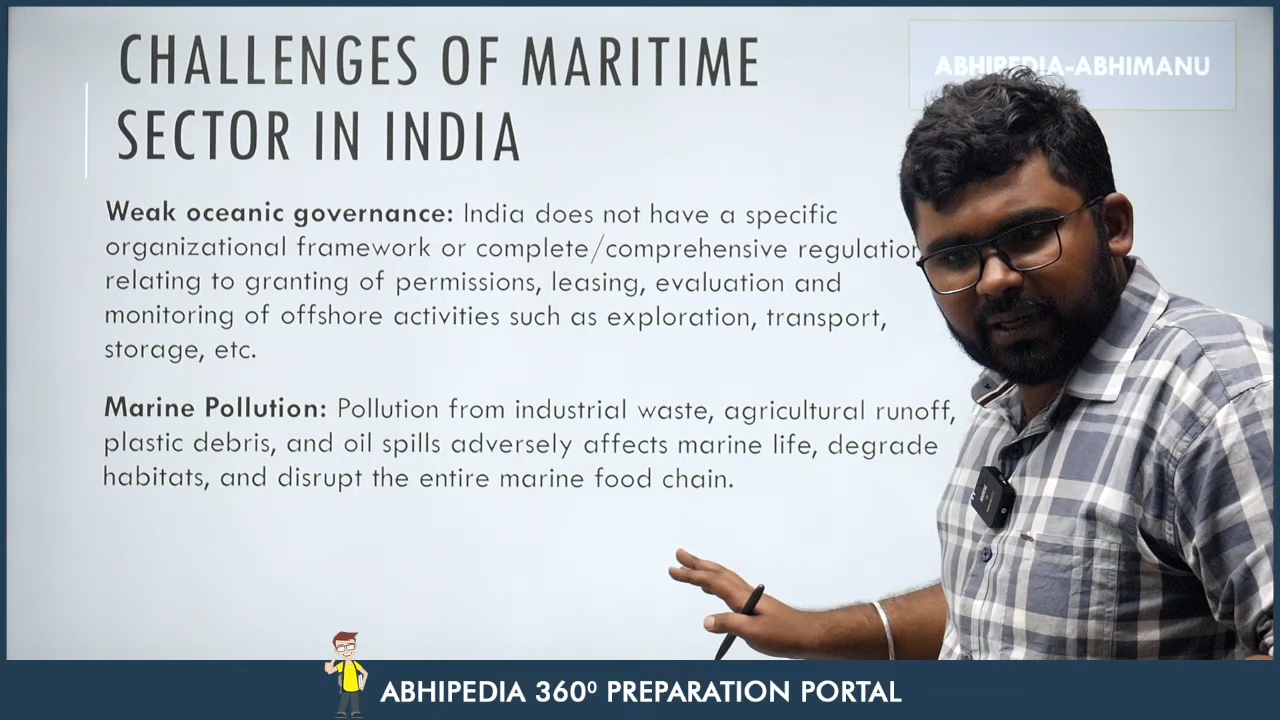 CHALLENGES OF MARITIME
SECTOR IN INDIA
ABHIPEDIA-ABHIMANU
Weak oceanic governance: India does not have a specific
organizational framework or complete/comprehensive regulation
relating to granting of permissions, leasing, evaluation and
monitoring of offshore activities such as exploration, transport,
storage, etc.
Marine Pollution: Pollution from industrial waste, agricultural runoff,
plastic debris, and oil spills adversely affects marine life, degrade
habitats, and disrupt the entire marine food chain.
ABHIPEDIA 360⁰ PREPARATION PORTAL